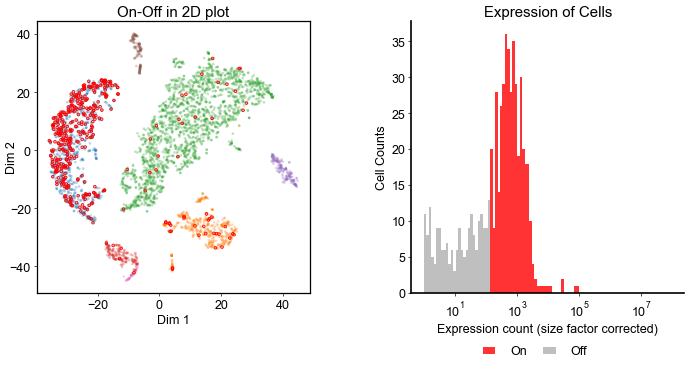 On-Off in 2D plot
Dim 2
40
20
0
−20
−40
−20
0
20
40
Dim 1
Expression of Cells
Cell Counts
35
30
25
20
15
10
5
0
10^1
10^3
10^5
10^7
Expression count (size factor corrected)
On
Off